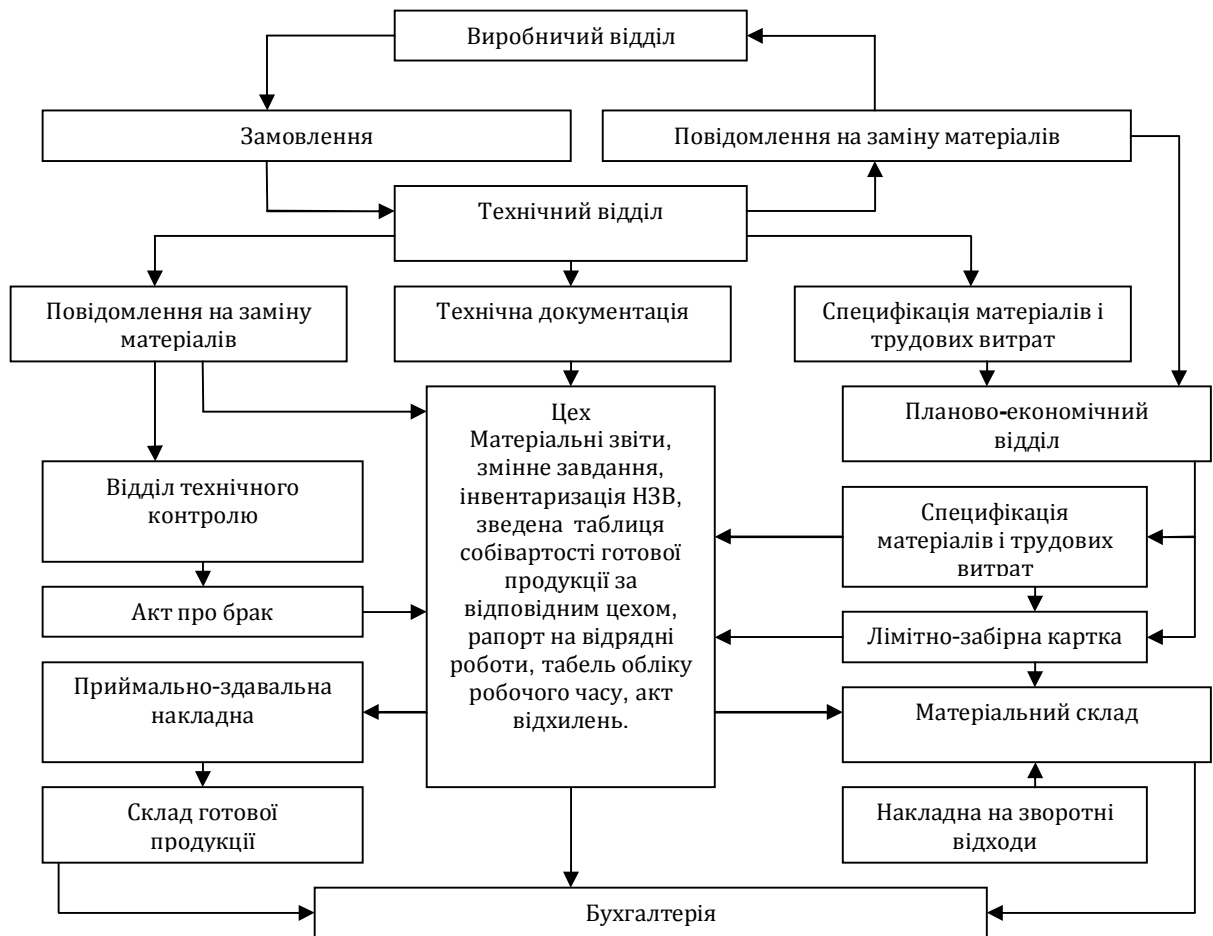 Виробничий відділ
Замовлення
Повідомлення на заміну матеріалів
Технічний відділ
Повідомлення на заміну
матеріалів
Технічна документація
Специфікація матеріалів і
трудових витрат
Цех
Матеріальні звіти,
змінне завдання,
інвентаризація НЗВ,
зведена таблиця
собівартості готової
продукції за
відповідним цехом,
рапорт на відрядні
роботи, табель обліку
робочого часу, акт
відхилень.
Планово-економічний
відділ
Відділ технічного
контролю
Специфікація
матеріалів і трудових
витрат
Акт про брак
Лімітно-забірна картка
Приймально-здавальна
накладна
Матеріальний склад
Склад готової
продукції
Накладна на зворотні
відходи
Бухгалтерія